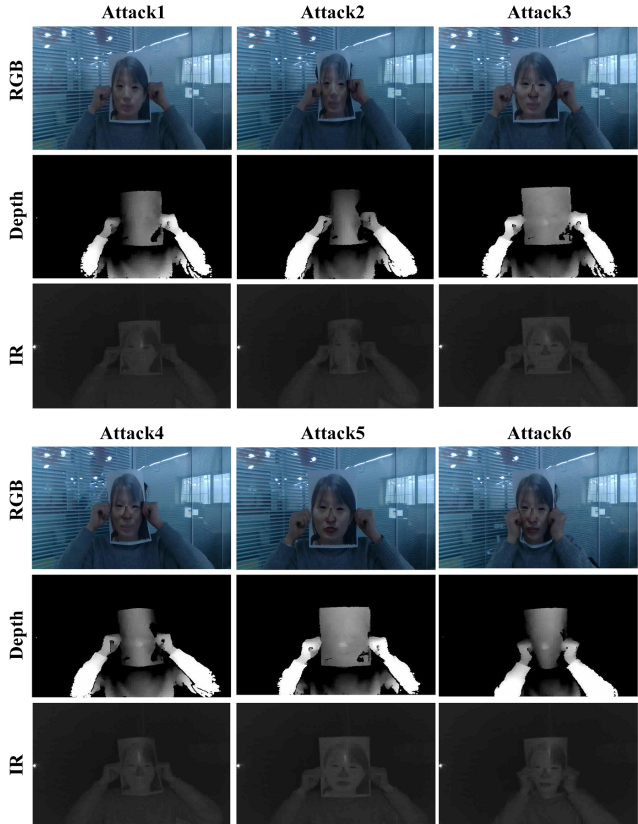 Attack1 Attack2 Attack3
RGB
Depth
IR
Attack4 Attack5 Attack6
RGB
Depth
IR